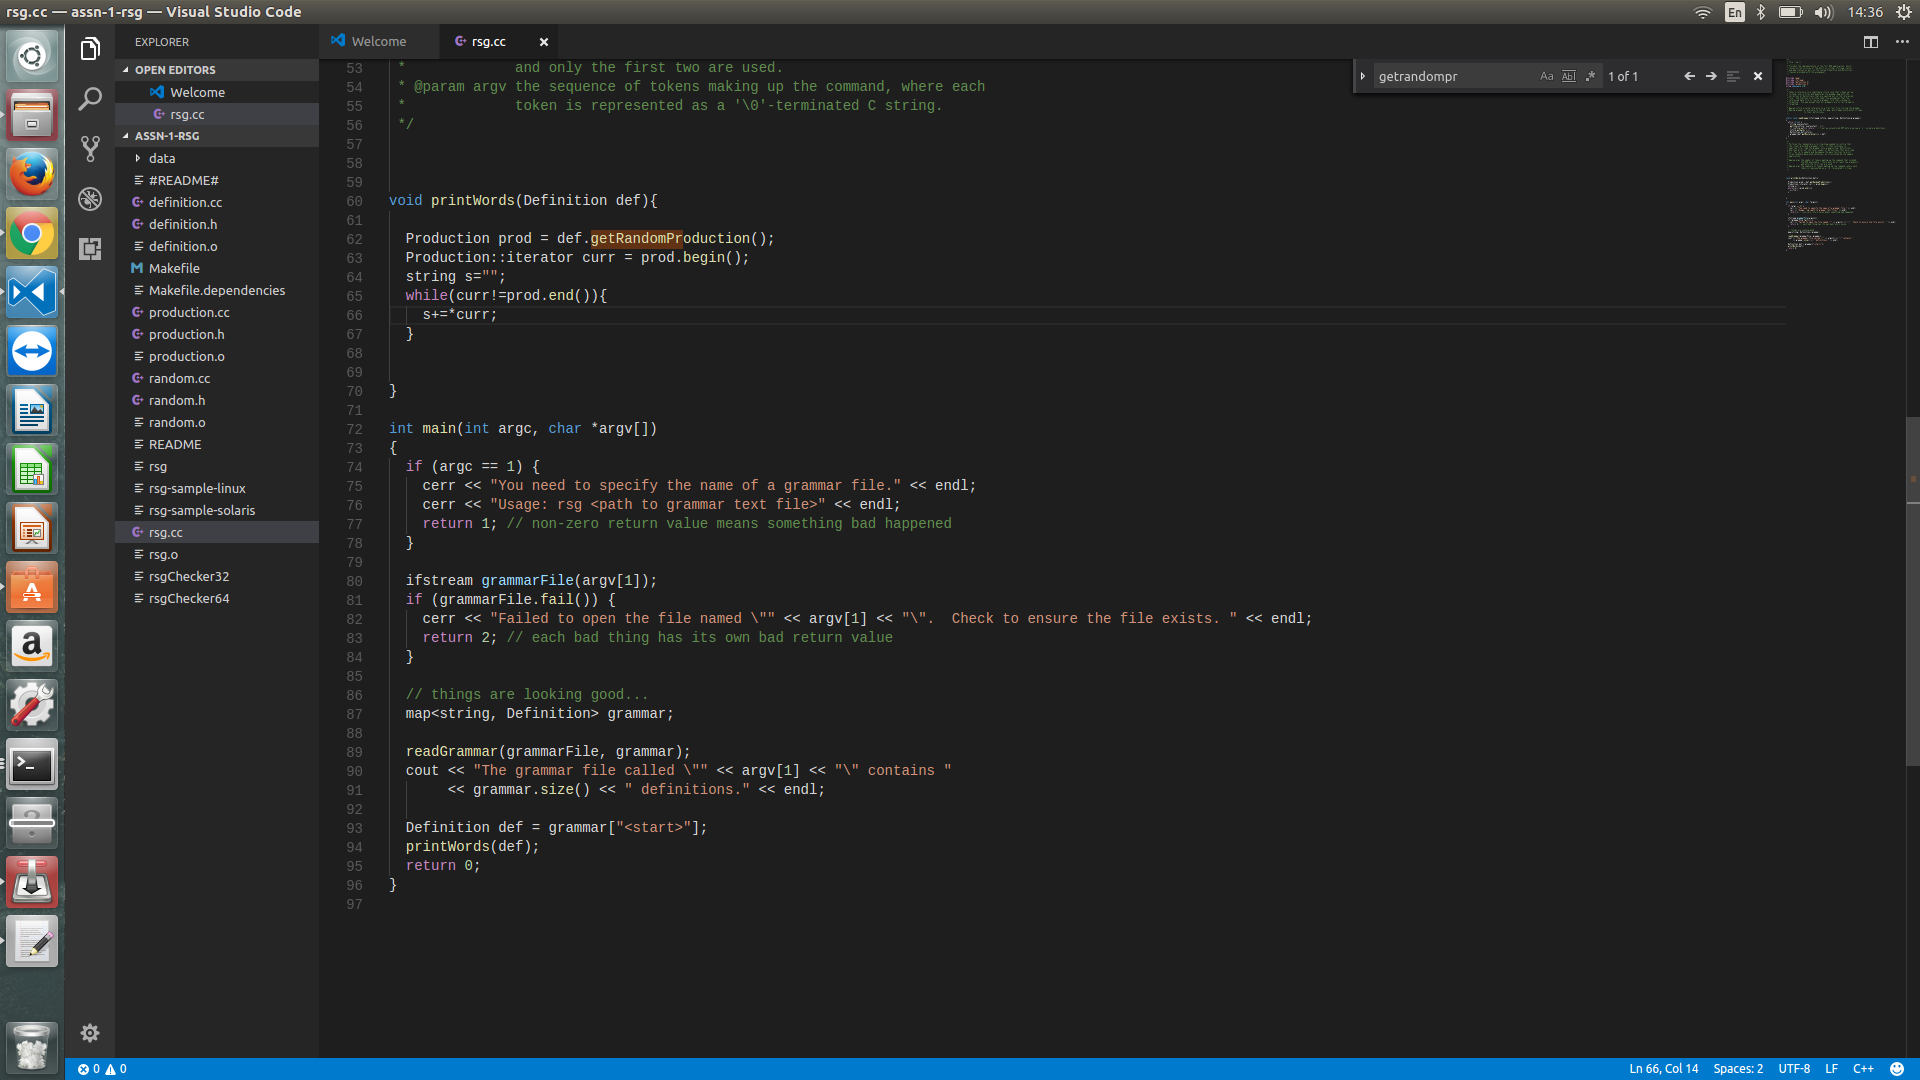 rsg.cc — assn-1-rsg — Visual Studio Code
En
14:36
EXPLORER
OPEN EDITORS
Welcome
rsg.cc
ASSN-1-RSG
data
#README#
definition.cc
definition.h
definition.o
Makefile
Makefile.dependencies
production.cc
production.h
production.o
random.cc
random.h
random.o
README
rsg
rsg-sample-linux
rsg-sample-solaris
rsg.cc
rsg.o
rsgChecker32
rsgChecker64
Welcome
rsg.cc
getrandompr
Aa
Ab|
.*
1 of 1
53 * and only the first two are used.
54 * @param argv the sequence of tokens making up the command, where each
55 * token is represented as a '\0'-terminated C string.
56 */
57
58
59
60 void printWords(Definition def){
61
62 Production prod = def.getRandomProduction();
63 Production::iterator curr = prod.begin();
64 string s="";
65 while(curr!=prod.end()){
66 s+=*curr;
67 }
68
69
70 }
71
72 int main(int argc, char *argv[])
73 {
74 if (argc == 1) {
75 cerr << "You need to specify the name of a grammar file." << endl;
76 cerr << "Usage: rsg <path to grammar text file>" << endl;
77 return 1; // non-zero return value means something bad happened
78 }
79
80 ifstream grammarFile(argv[1]);
81 if (grammarFile.fail()) {
82 cerr << "Failed to open the file named \"" << argv[1] << "\".  Check to ensure the file exists. " << endl;
83 return 2; // each bad thing has its own bad return value
84 }
85
86 // things are looking good...
87 map<string, Definition> grammar;
88
89 readGrammar(grammarFile, grammar);
90 cout << "The grammar file called \"" << argv[1] << "\" contains "
91 << grammar.size() << " definitions." << endl;
92
93 Definition def = grammar["<start>"];
94 printWords(def);
95 return 0;
96 }
97
0
0
Ln 66, Col 14
Spaces: 2
UTF-8
LF
C++